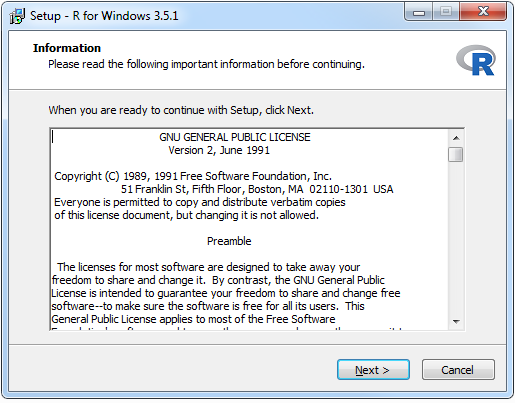 Setup - R for Windows 3.5.1
Information
Please read the following important information before continuing.
R
When you are ready to continue with Setup, click Next.
GNU GENERAL PUBLIC LICENSE
Version 2, June 1991
Copyright (C) 1989, 1991 Free Software Foundation, Inc.
51 Franklin St, Fifth Floor, Boston, MA 02110-1301 USA
Everyone is permitted to copy and distribute verbatim copies
of this license document, but changing it is not allowed.
Preamble
The licenses for most software are designed to take away your
freedom to share and change it. By contrast, the GNU General Public
License is intended to guarantee your freedom to share and change free
software--to make sure the software is free for all its users. This
General Public License applies to most of the Free Software
Next >
Cancel